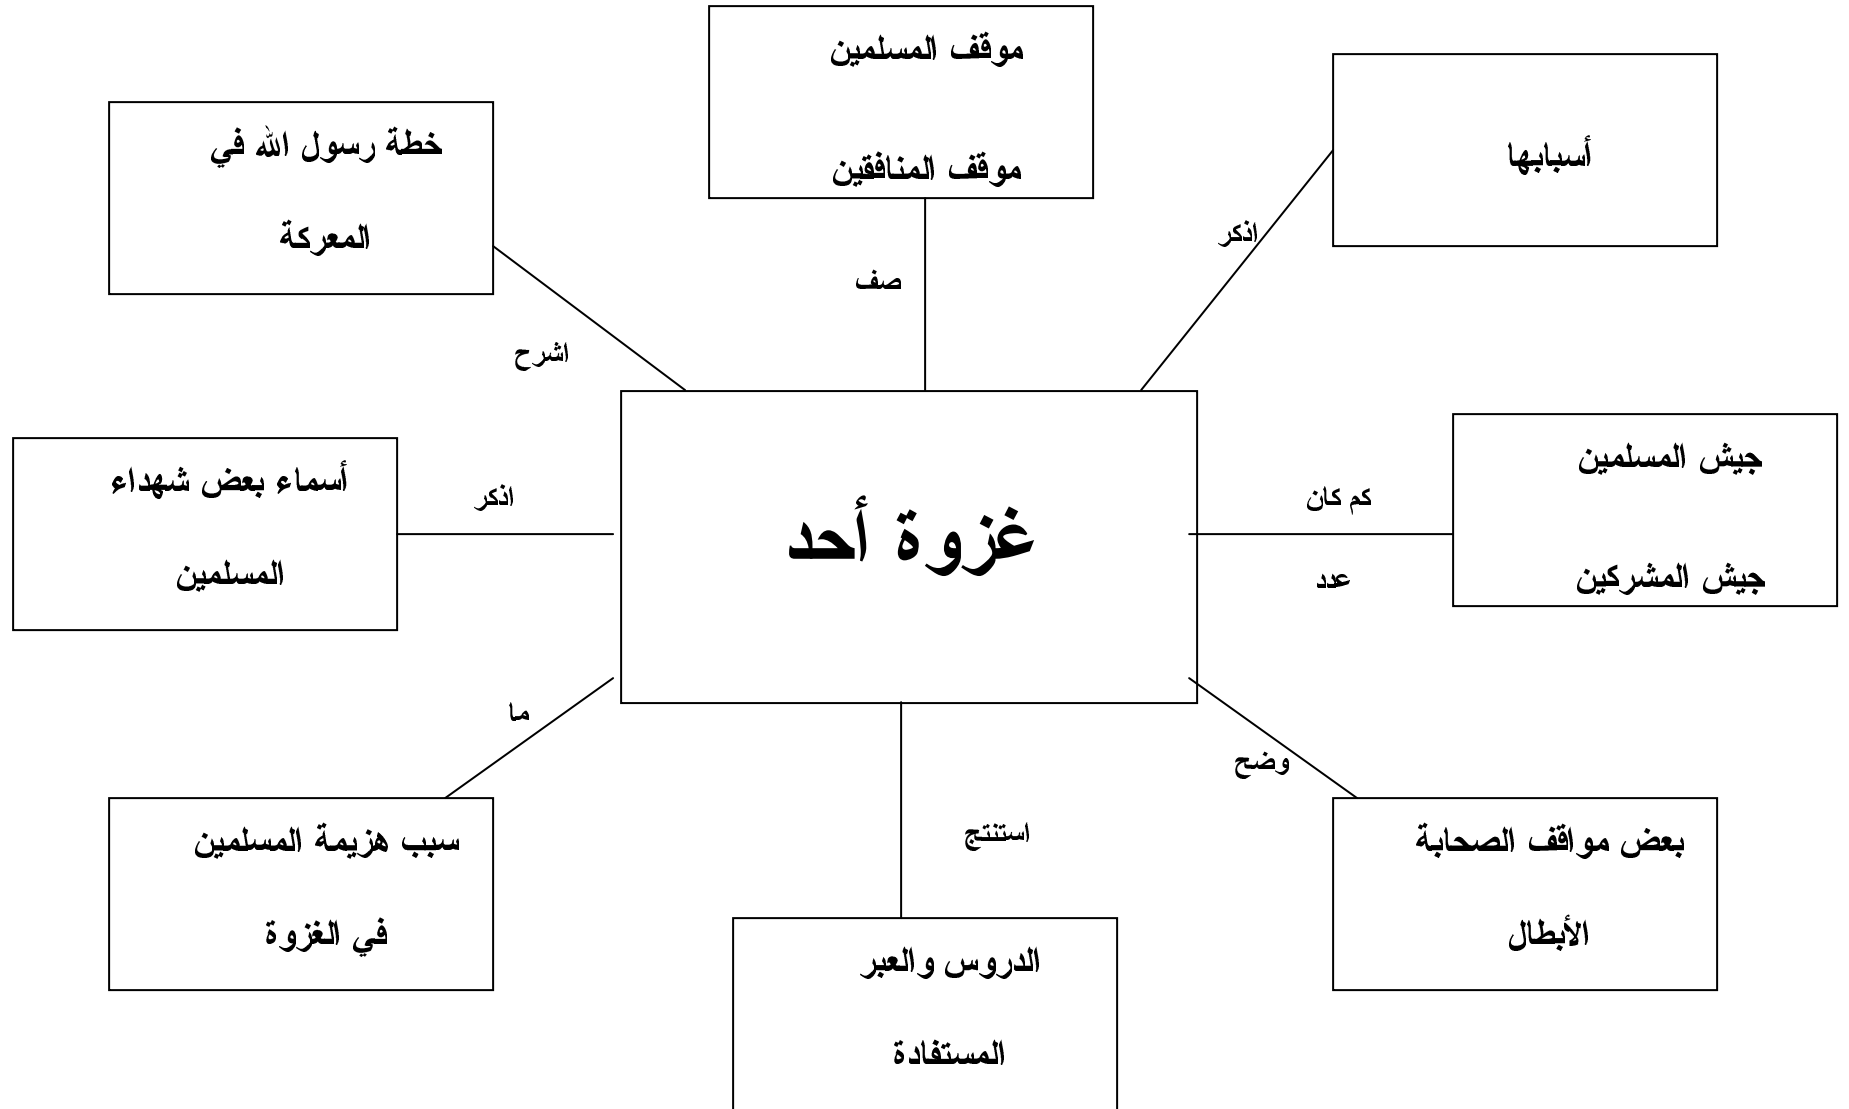 موقف المسلمين
موقف المنافقين
أسبابها
خطة رسول الله في
المعركة
اذكر
صف
اشرح
جيش المسلمين
جيش المشركين
كم كان
عدد
غزوة أحد
اذكر
أسماء بعض شهداء
المسلمين
ما
وضح
استنتج
بعض مواقف الصحابة
الأبطال
سبب هزيمة المسلمين
في الغزوة
الدروس والعبر
المستفادة